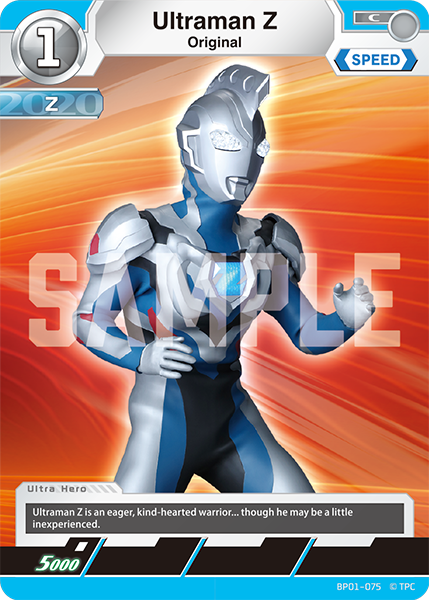 1
Ultraman Z
Original
C
SPEED
2020
Z
SAMPLE
Ultra Hero
Ultraman Z is an eager, kind-hearted warrior... though he may be a little
inexperienced.
5000
BP01-075 © TPC